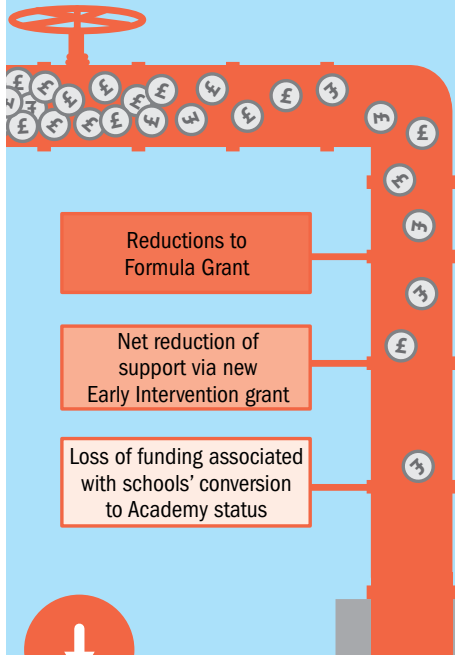 Reductions to
Formula Grant
Net reduction of
support via new
Early Intervention grant
Loss of funding associated
with schools’ conversion
to Academy status